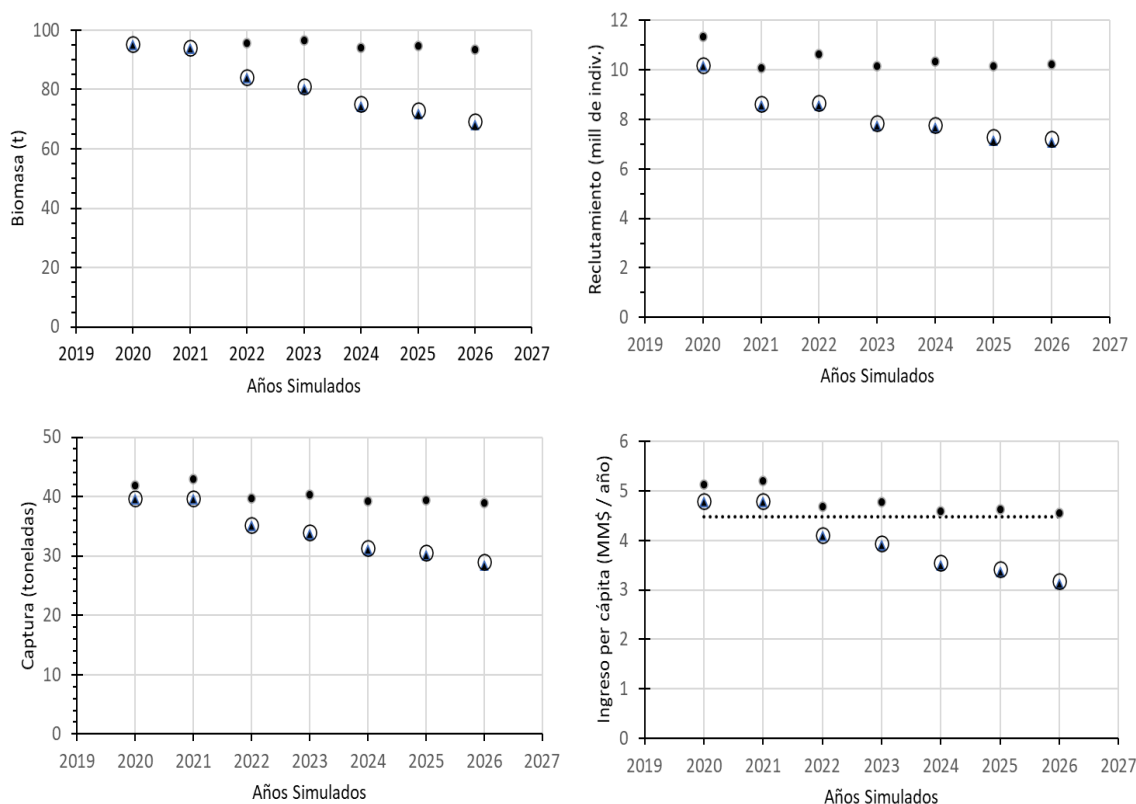 Biomasa (t)
100
80
60
40
20
0
2019 2020 2021 2022 2023 2024 2025 2026 2027
Años Simulados
Reclutamiento (mill de indiv.)
12
10
8
6
4
2
0
2019 2020 2021 2022 2023 2024 2025 2026 2027
Años Simulados
Captura (toneladas)
50
40
30
20
10
0
2019 2020 2021 2022 2023 2024 2025 2026 2027
Años Simulados
Ingreso per cápita (MM$ / año)
6
5
4
3
2
1
0
2019 2020 2021 2022 2023 2024 2025 2026 2027
Años Simulados